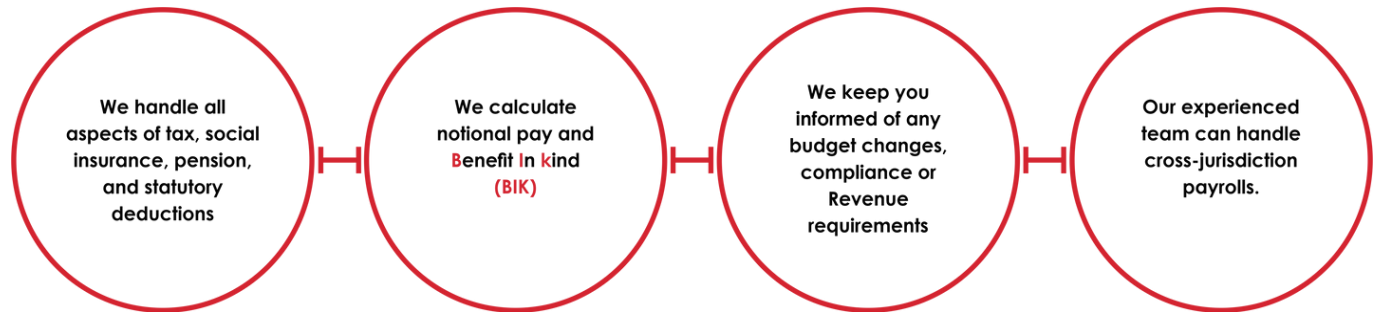 We handle all
aspects of tax, social
insurance, pension,
and statutory
deductions
We calculate
notional pay and
Benefit In kind
(BIK)
We keep you
informed of any
budget changes,
compliance or
Revenue
requirements
Our experienced
team can handle
cross-jurisdiction
payrolls.